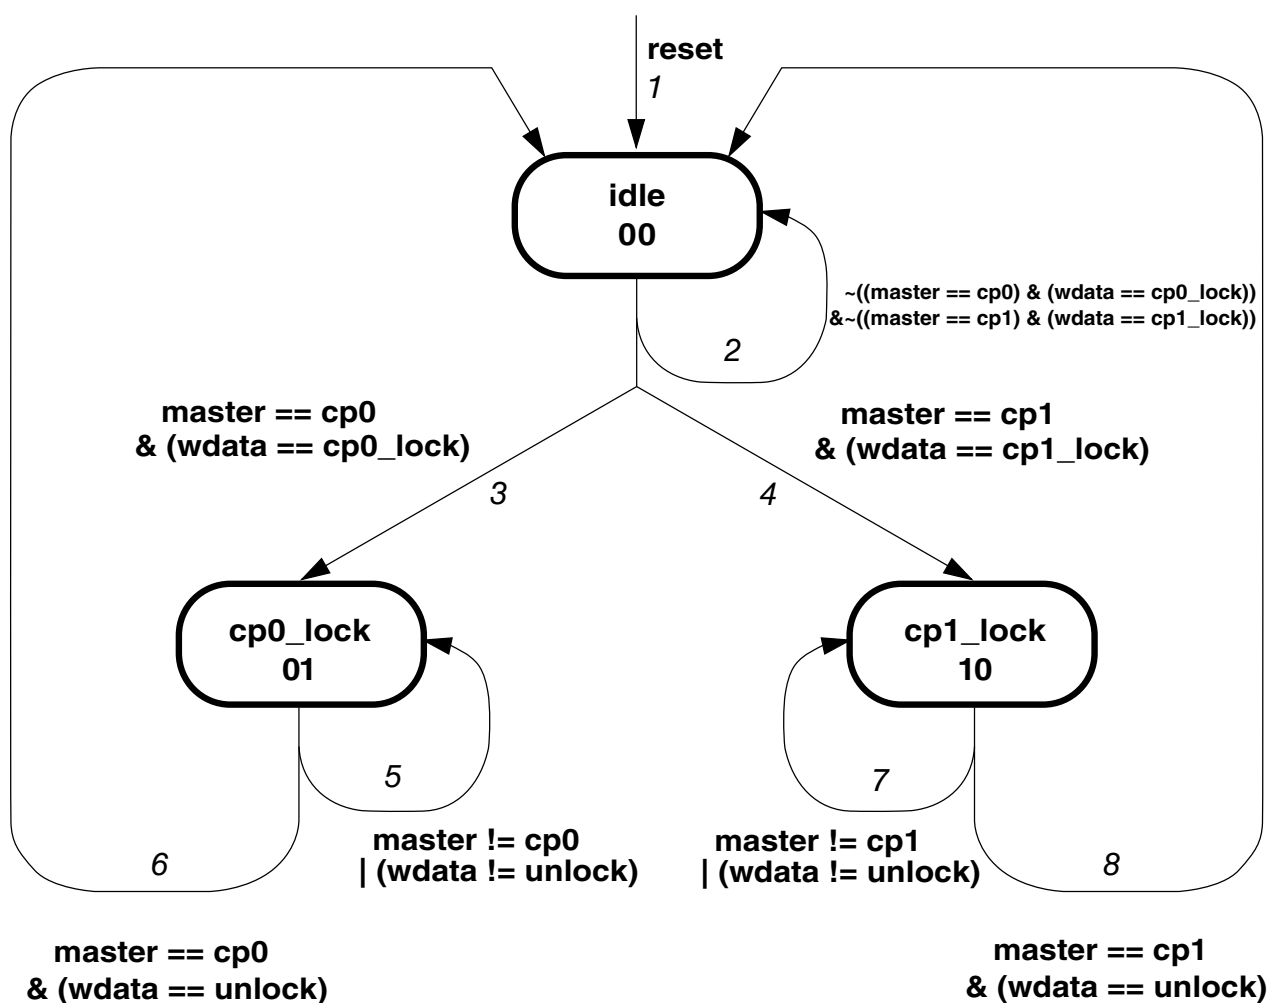 reset
1
idle
00
~((master == cp0) & (wdata == cp0_lock))
&~((master == cp1) & (wdata == cp1_lock))
2
master == cp0
& (wdata == cp0_lock)
master == cp1
& (wdata == cp1_lock)
3
4
cp0_lock
01
cp1_lock
10
5
7
master != cp0
| (wdata != unlock)
master != cp1
| (wdata != unlock)
6
8
master == cp0
& (wdata == unlock)
master == cp1
& (wdata == unlock)